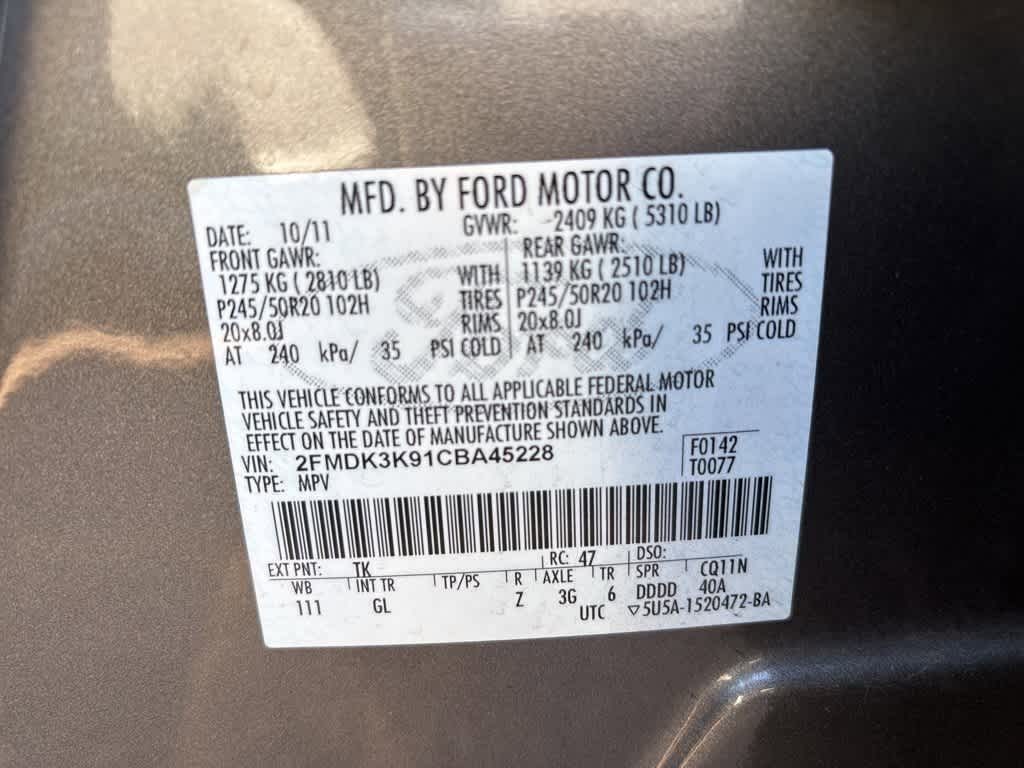 MFD. BY FORD MOTOR CO.
DATE: 10/11 GVWR: 2409 KG ( 5310 LB)
FRONT GAWR: REAR GAWR:
1275 KG ( 2810 LB) WITH 1139 KG ( 2510 LB) WITH
P245/50R20 102H TIRES P245/50R20 102H TIRES
20x8.0J RIMS 20x8.0J RIMS
AT 240 kPa/ 35 PSI COLD AT 240 kPa/ 35 PSI COLD
THIS VEHICLE CONFORMS TO ALL APPLICABLE FEDERAL MOTOR
VEHICLE SAFETY AND THEFT PREVENTION STANDARDS IN
EFFECT ON THE DATE OF MANUFACTURE SHOWN ABOVE.
VIN: 2FMDK3K91CBA45228 F0142
TYPE: MPV T0077
EXT PNT: TK RC: 47 DSO:
WB INT TR TP/PS R AXLE TR SPR CQ11N
111 GL Z 3G 6 DDDD 40A
UTC ▽5U5A-1520472-BA
Ford